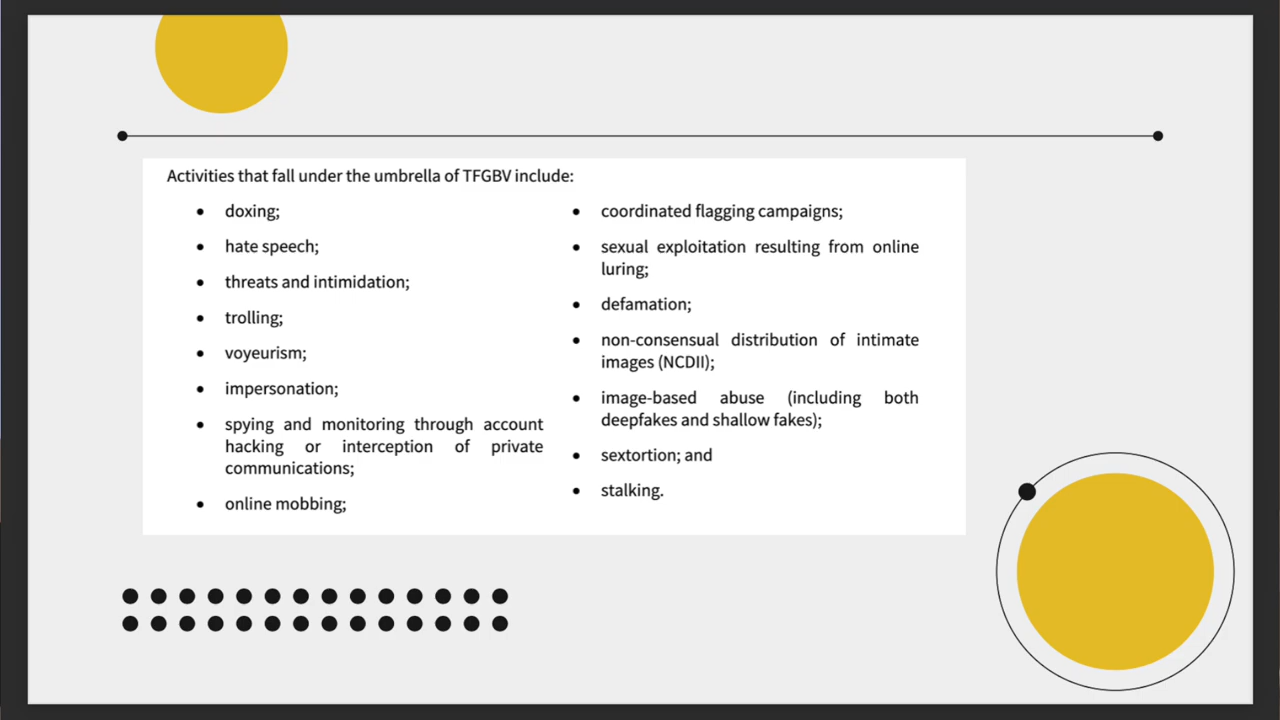 Activities that fall under the umbrella of TFGBV include:
• doxing;
• hate speech;
• threats and intimidation;
• trolling;
• voyeurism;
• impersonation;
• spying and monitoring through account
hacking or interception of private
communications;
• online mobbing;
• coordinated flagging campaigns;
• sexual exploitation resulting from online
luring;
• defamation;
• non-consensual distribution of intimate
images (NCDII);
• image-based abuse (including both
deepfakes and shallow fakes);
• sextortion; and
• stalking.